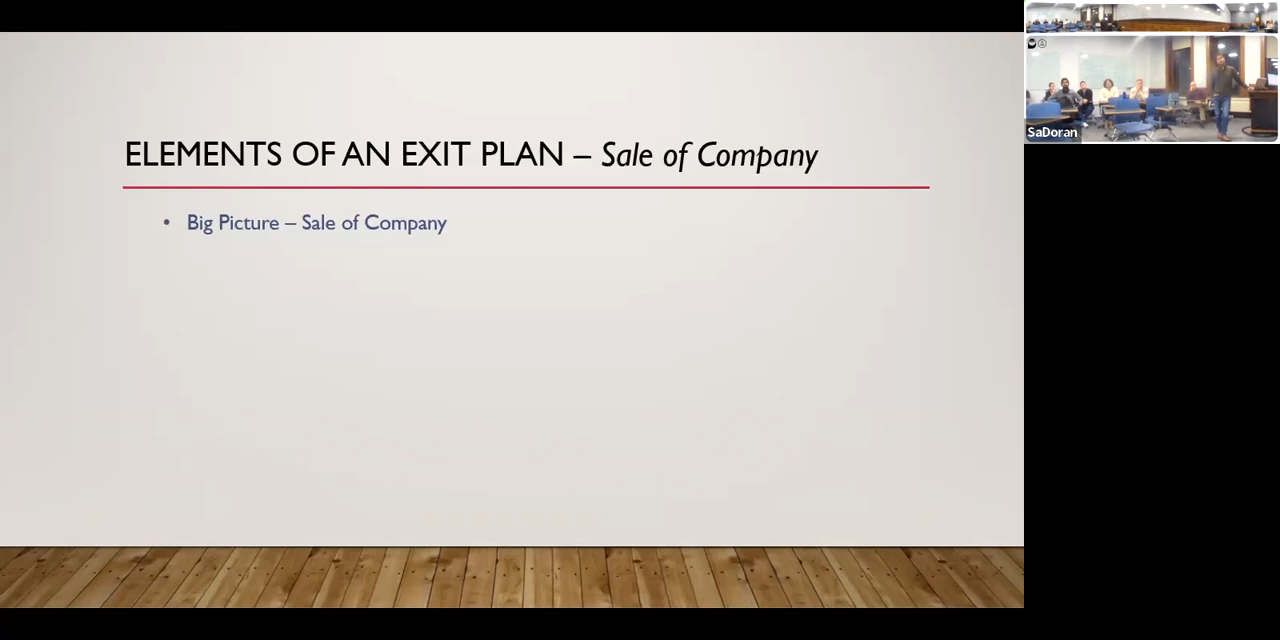 ELEMENTS OF AN EXIT PLAN – Sale of Company
• Big Picture – Sale of Company
SaDoran